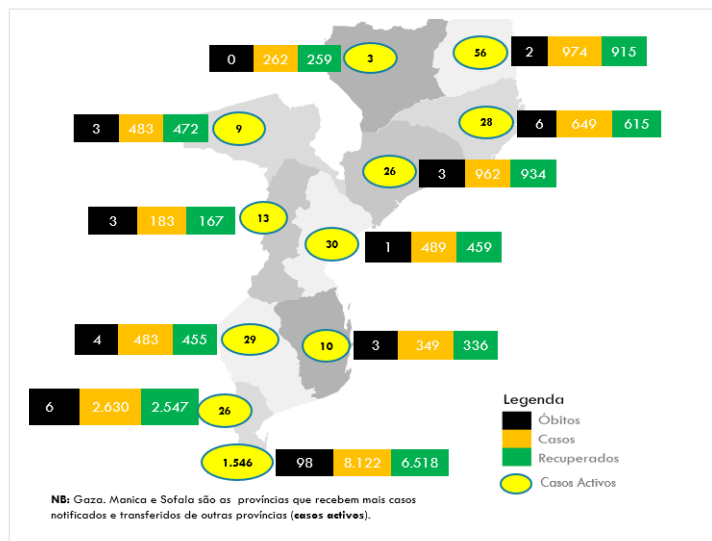 0 262 259 3
56 2 974 915
3 483 472 9
28 6 649 615
26 3 962 934
3 183 167 13
30 1 489 459
4 483 455 29
10 3 349 336
6 2.630 2.547 26
1.546 98 8.122 6.518
Legenda
Óbitos
Casos
Recuperados
Casos Activos
NB: Gaza. Manica e Sofala são as províncias que recebem mais casos
notificados e transferidos de outras províncias (casos activos).